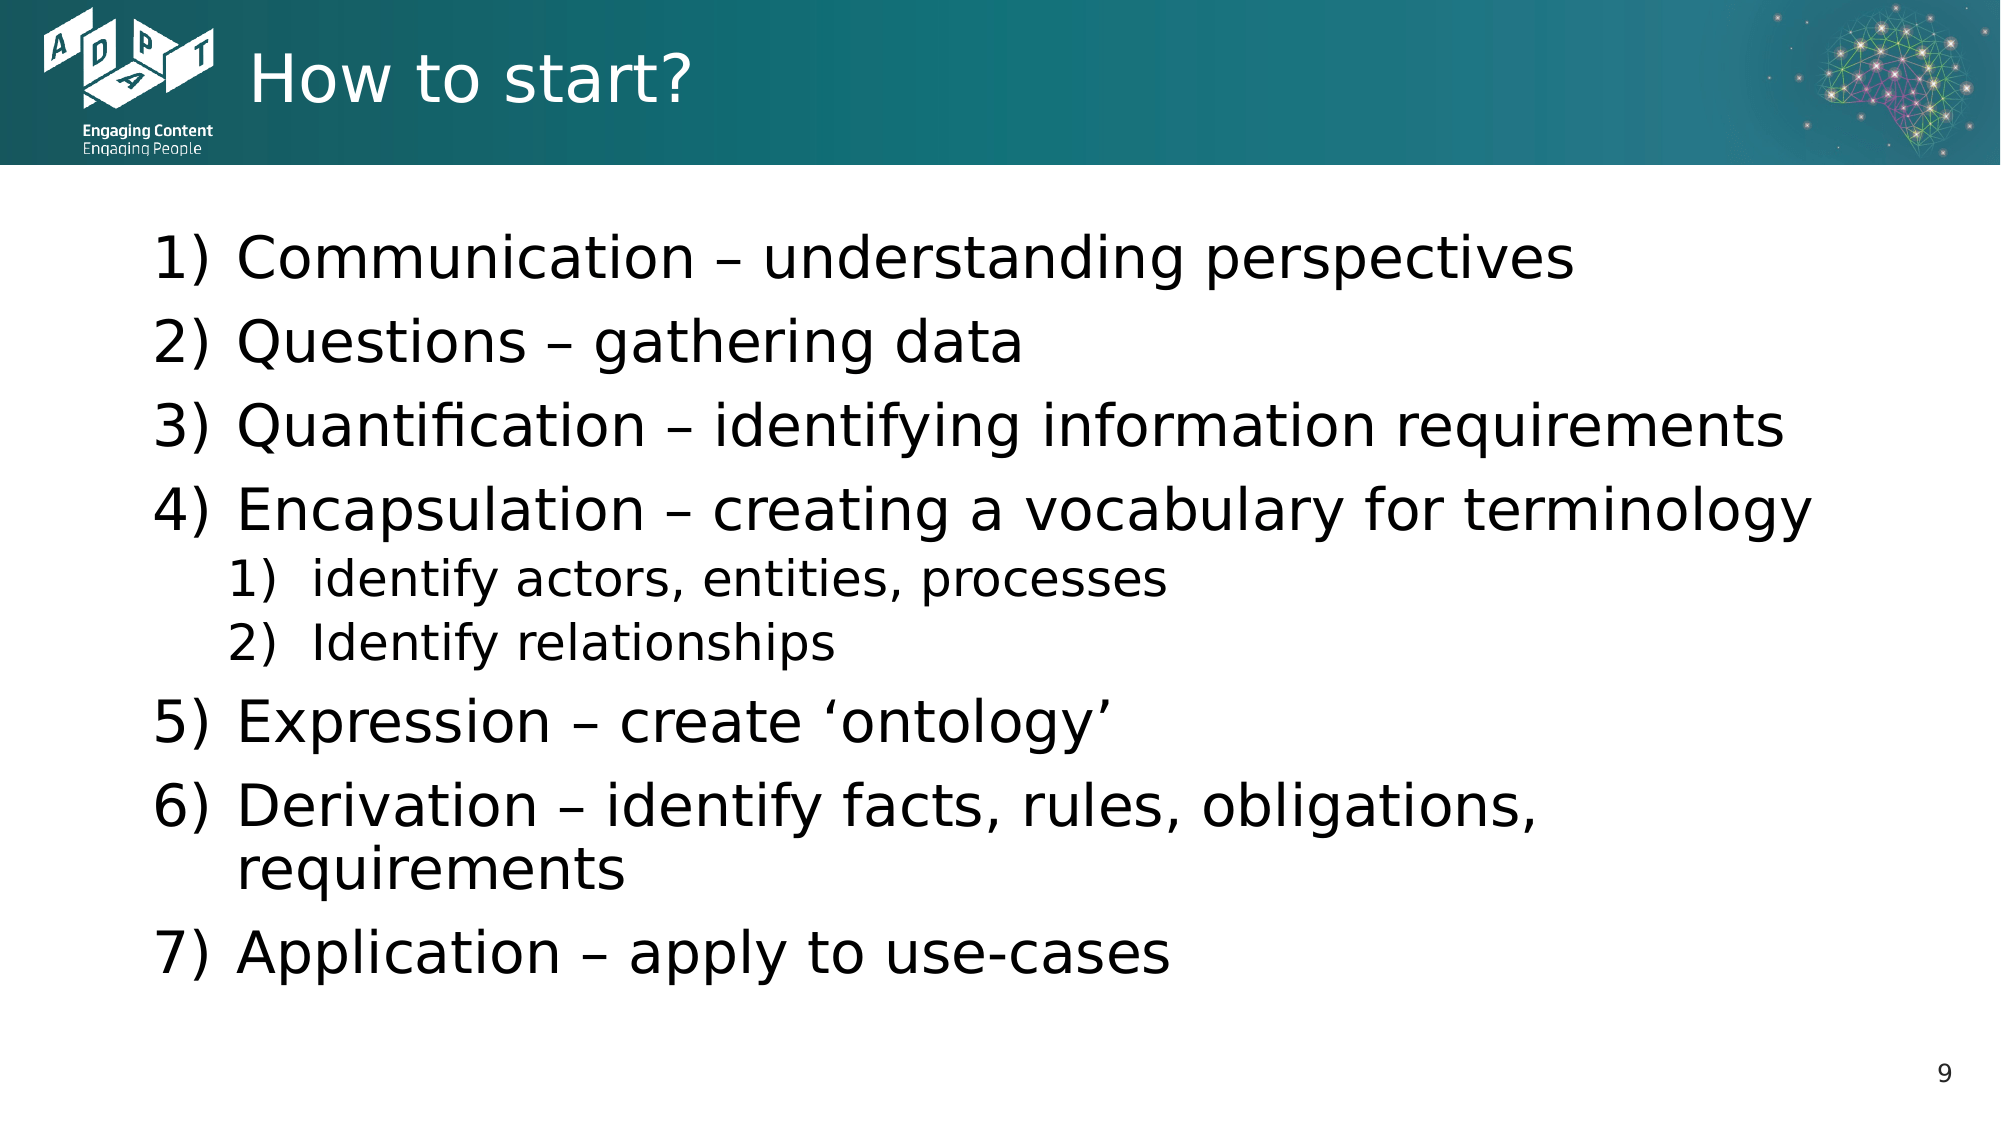 ADAPT
Engaging Content
Engaging People
How to start?
1) Communication – understanding perspectives
2) Questions – gathering data
3) Quantification – identifying information requirements
4) Encapsulation – creating a vocabulary for terminology
1) identify actors, entities, processes
2) Identify relationships
5) Expression – create ‘ontology’
6) Derivation – identify facts, rules, obligations,
requirements
7) Application – apply to use-cases
9